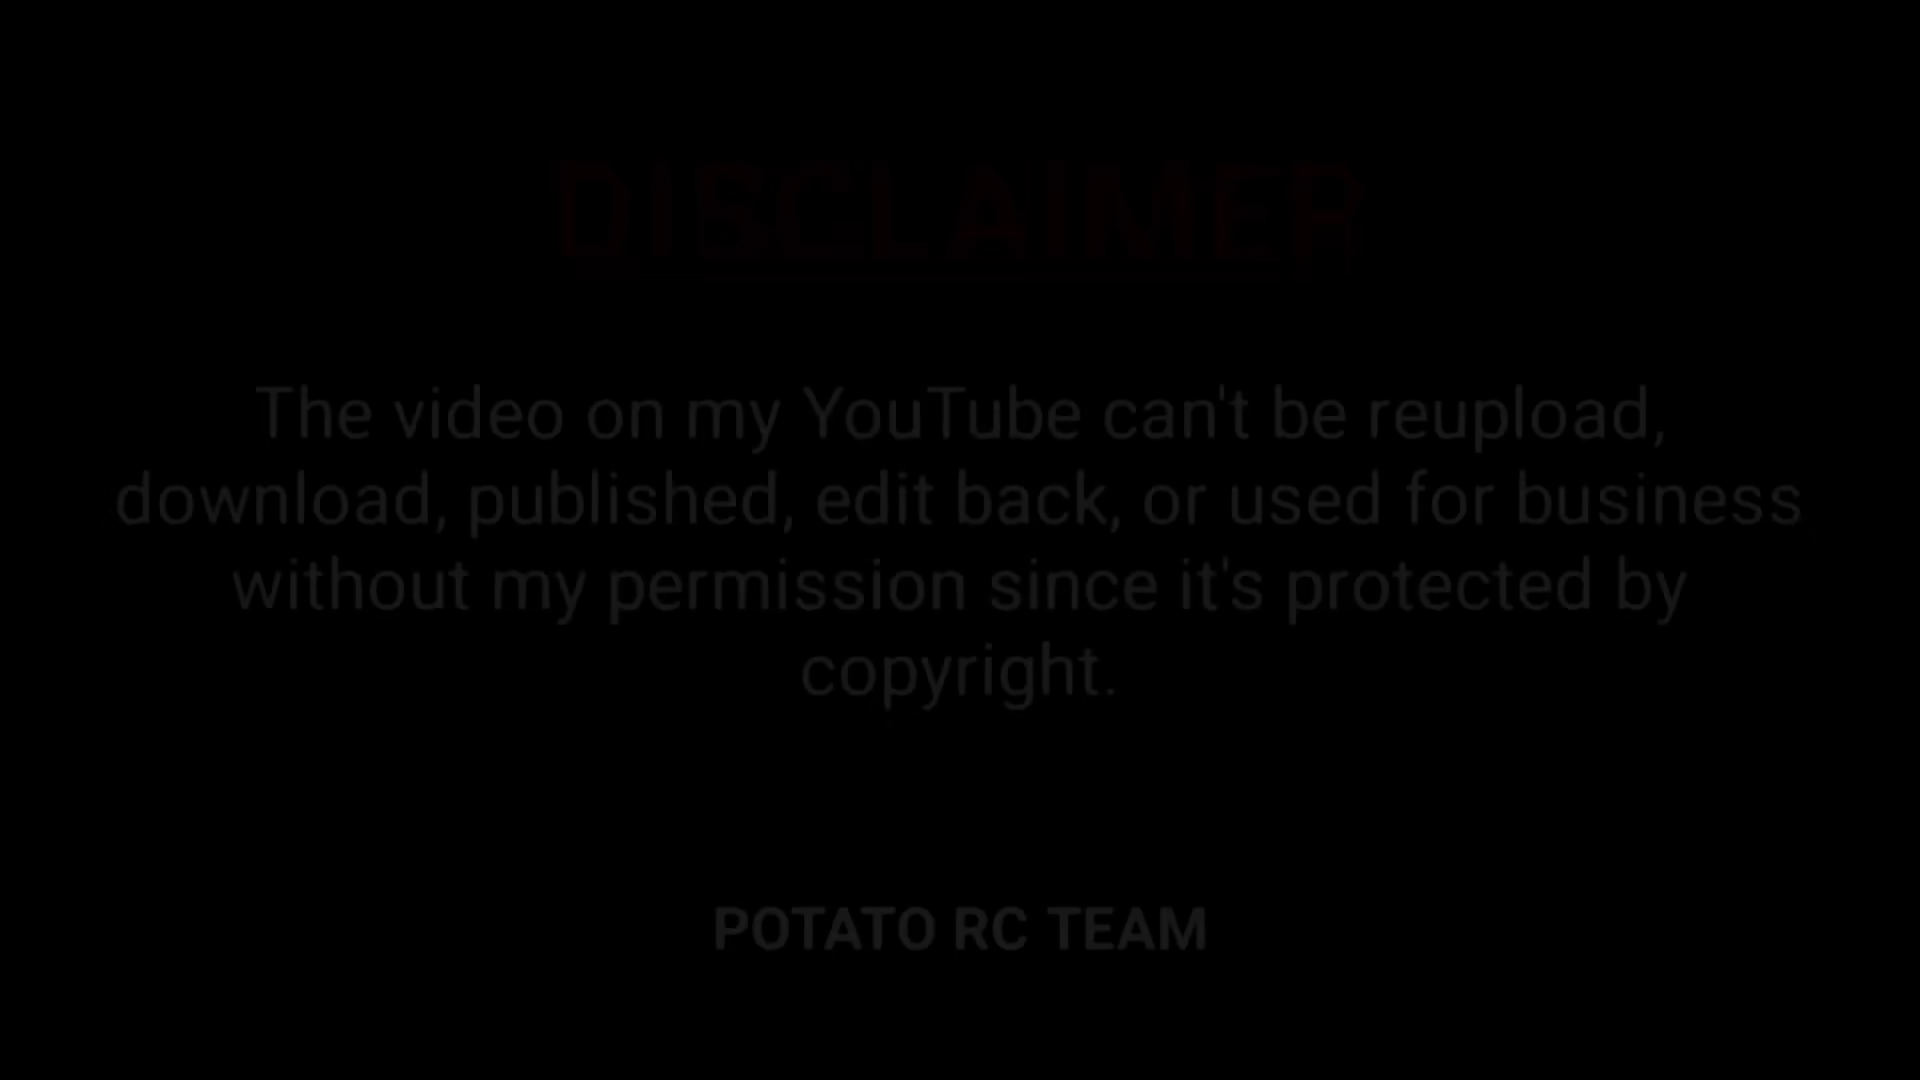 DISCLAIMER
The video on my YouTube can't be reupload,
download, published, edit back, or used for business
without my permission since it's protected by
copyright.
POTATO RC TEAM